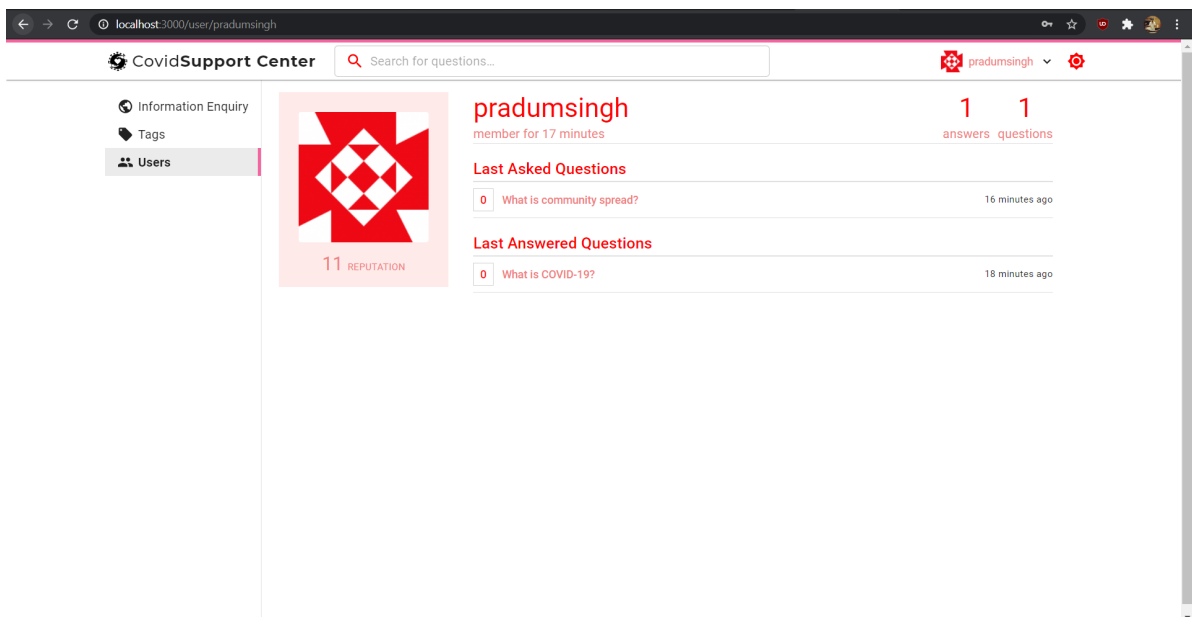 localhost:3000/user/pradumsingh
CovidSupport Center
Search for questions...
pradumsingh
Information Enquiry
Tags
Users
11 REPUTATION
pradumsingh
member for 17 minutes
1 1
answers questions
Last Asked Questions
0 What is community spread? 16 minutes ago
Last Answered Questions
0 What is COVID-19? 18 minutes ago